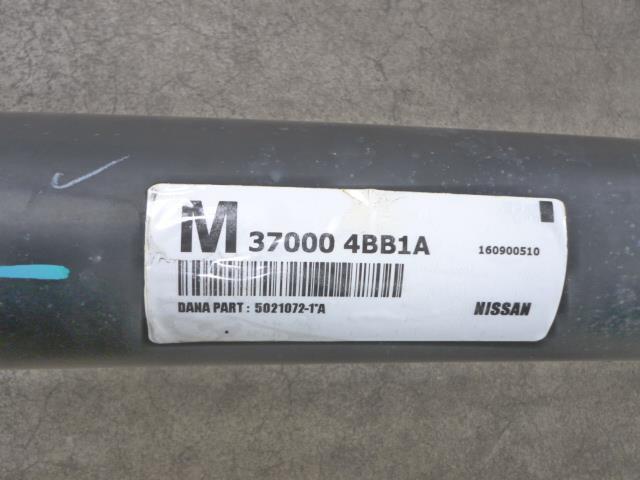 M 37000 4BB1A
160900510
DANA PART : 5021072-1"A
NISSAN